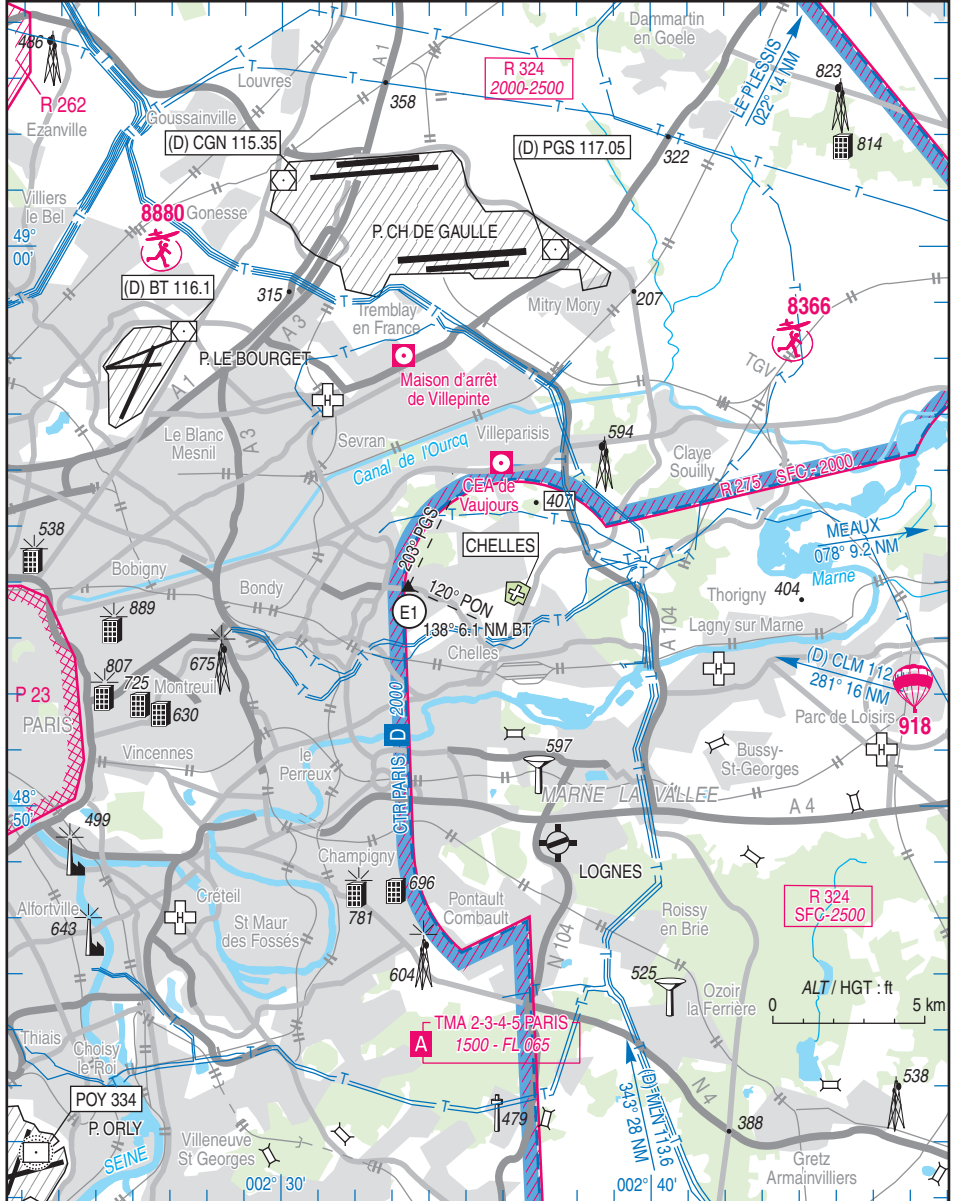 486
R 262
Ezanville
Louvres
Goussainville
A 1
358
R 324
2000-2500
Dammartin
en Goele
LE PLESSIS
022° 14 NM
823
814
(D) CGN 115.35
(D) PGS 117.05
322
Villiers
le Bel
8880
Gonesse
49°
00'
P. CH DE GAULLE
(D) BT 116.1
315
A 3
Tremblay
en France
Mitry Mory
207
8366
TGV
P. LE BOURGET
A 1
Maison d'arrêt
de Villepinte
Le Blanc
Mesnil
A 3
Sevran
Villeparisis
Canal de l'Ourcq
594
Claye
Souilly
CEA de
Vaujours
407
R 275 SFC - 2000
203° PGS
CHELLES
MEAUX
078° 9.2 NM
Marne
538
Bobigny
Bondy
120° PON
E1
138° 6.1 NM BT
Chelles
Thorigny
404
Lagny sur Marne
A 104
889
675
807
725
630
Montreuil
P 23
PARIS
(D) CLM 112
281° 16 NM
918
Parc de Loisirs
CTR PARIS D 2000
Vincennes
le
Perreux
597
Bussy-
St-Georges
MARNE LA VALLEE
A 4
48°
50'
499
LOGNES
Champigny
696
781
Créteil
Alfortville
643
St Maur
des Fossés
Pontault
Combault
Roissy
en Brie
R 324
SFC-2500
N 104
604
525
Ozoir
la Ferrière
ALT / HGT : ft
0
5 km
TMA 2-3-4-5 PARIS
A
1500 - FL 065
Thiais
Choisy
le Roi
POY 334
P. ORLY
SEINE
Villeneuve
St Georges
479
(D) MLN 113.6
343° 28 NM
N 4
388
538
Gretz
Armainvilliers
002° 30'
002° 40'